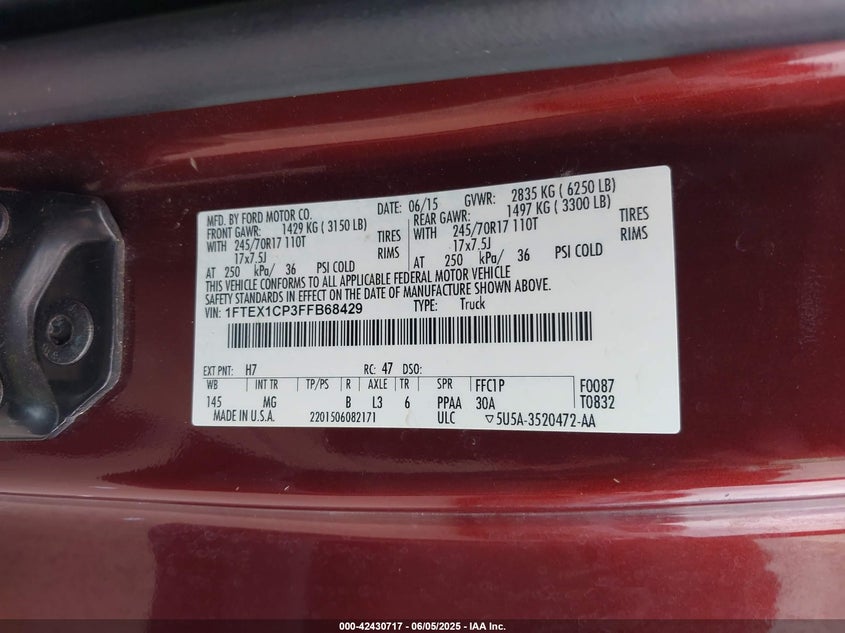 MFD. BY FORD MOTOR CO. DATE: 06/15 GVWR: 2835 KG ( 6250 LB)
FRONT GAWR: 1429 KG ( 3150 LB) REAR GAWR: 1497 KG ( 3300 LB)
WITH 245/70R17 110T TIRES WITH 245/70R17 110T TIRES
17x7.5J RIMS 17x7.5J RIMS
AT 250 kPa/ 36 PSI COLD AT 250 kPa/ 36 PSI COLD
THIS VEHICLE CONFORMS TO ALL APPLICABLE FEDERAL MOTOR VEHICLE
SAFETY STANDARDS IN EFFECT ON THE DATE OF MANUFACTURE SHOWN ABOVE.
VIN: 1FTEX1CP3FFB68429 TYPE: Truck
EXT PNT: H7 RC: 47 DSO:
WB INT TR TP/PS R AXLE TR SPR FFC1P F0087
145 MG B L3 6 PPAA 30A T0832
MADE IN U.S.A. 2201506082171 ULC ▽5U5A-3520472-AA
000-42430717 - 06/05/2025 - IAA Inc.